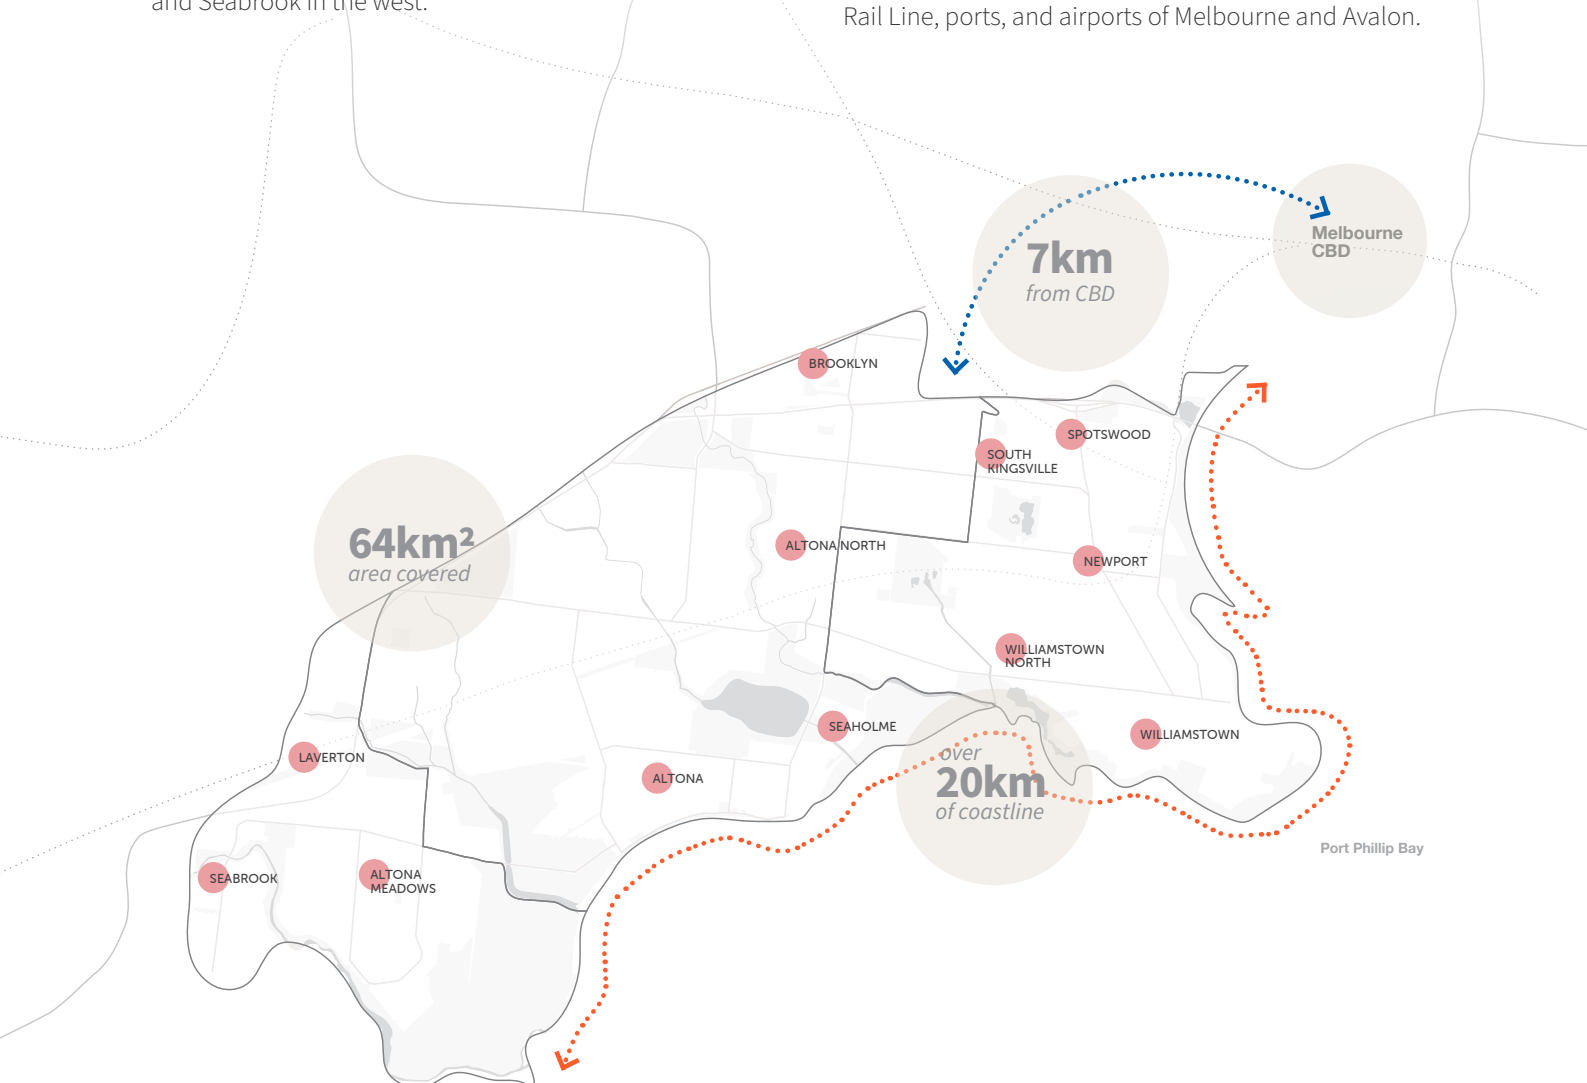 and Seabrook in the west.
Rail Line, ports, and airports of Melbourne and Avalon.
Melbourne
CBD
7km
from CBD
BROOKLYN
SPOTSWOOD
SOUTH
KINGSVILLE
64km²
area covered
ALTONA NORTH
NEWPORT
WILLIAMSTOWN
NORTH
SEAHOLME
WILLIAMSTOWN
LAVERTON
ALTONA
over
20km
of coastline
Port Phillip Bay
SEABROOK
ALTONA
MEADOWS